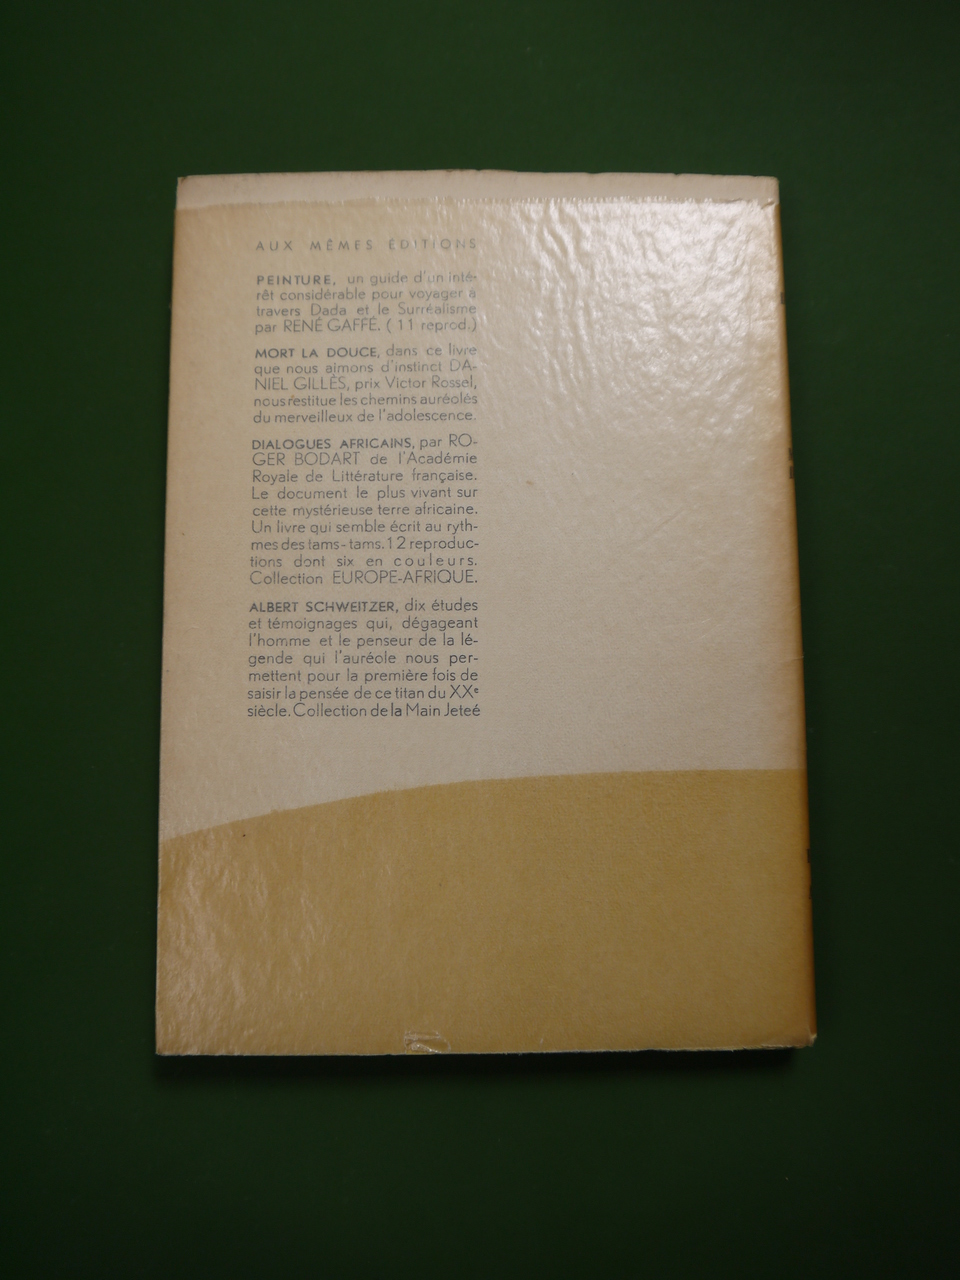 AUX MÊMES ÉDITIONS
PEINTURE, un guide d'un inté-
rêt considérable pour voyager à
travers Dada et le Surréalisme
par RENÉ GAFFÉ. ( 11 reprod.)
MORT LA DOUCE, dans ce livre
que nous aimons d'instinct DA-
NIEL GILLÈS, prix Victor Rossel,
nous restitue les chemins auréolés
du merveilleux de l'adolescence.
DIALOGUES AFRICAINS, par RO-
GER BODART de l'Académie
Royale de Littérature française.
Le document le plus vivant sur
cette mystérieuse terre africaine.
Un livre qui semble écrit au ryth-
mes des tams-tams. 12 reproduc-
tions dont six en couleurs.
Collection EUROPE-AFRIQUE.
ALBERT SCHWEITZER, dix études
et témoignages qui, dégageant
l'homme et le penseur de la lé-
gende qui l'auréole nous per-
mettent pour la première fois de
saisir la pensée de ce titan du XXe
siècle. Collection de la Main Jeteé